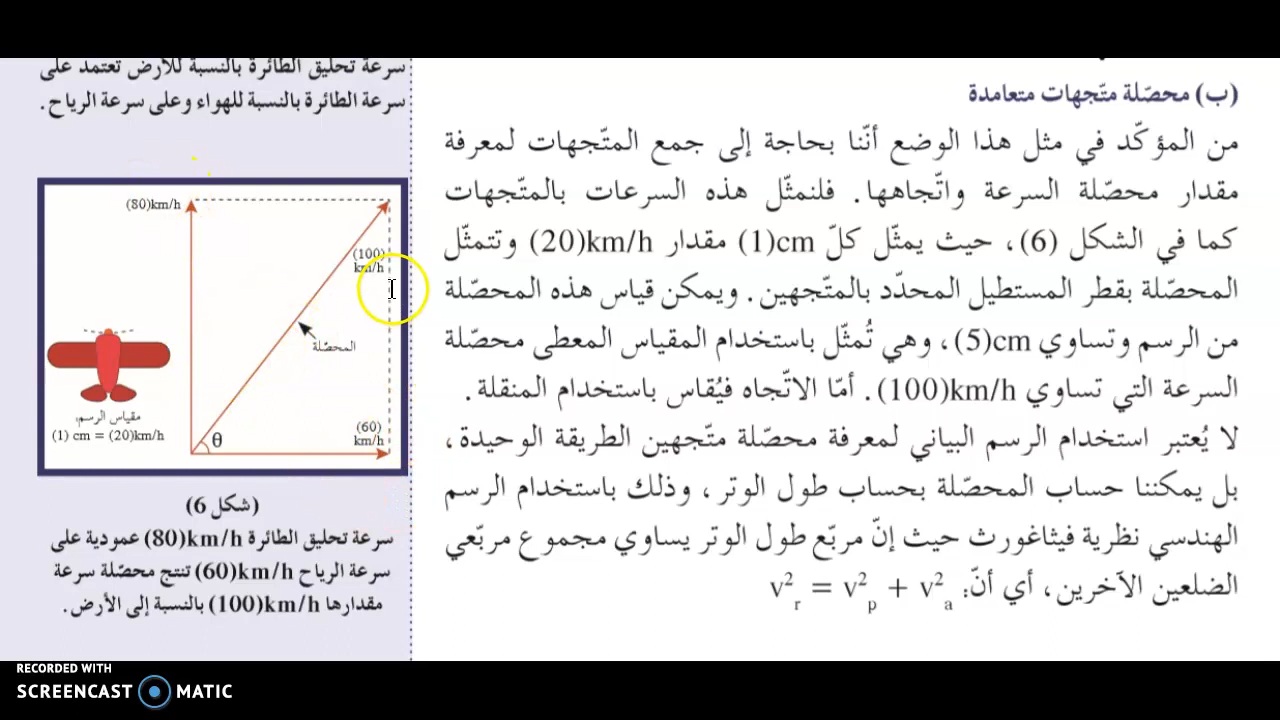 (ب) محصّلة متّجهات متعامدة
من المؤكّد في مثل هذا الوضع أنّنا بحاجة إلى جمع المتّجهات لمعرفة
مقدار محصّلة السرعة واتّجاهها. فلنمثّل هذه السرعات بالمتّجهات
كما في الشكل (6)، حيث يمثّل كلّ (1)cm مقدار (20)km/h وتتمثّل
المحصّلة بقطر المستطيل المحدّد بالمتّجهين. ويمكن قياس هذه المحصّلة
من الرسم وتساوي (5)cm، وهي تُمثّل باستخدام المقياس المعطى محصّلة
السرعة التي تساوي (100)km/h. أمّا الاتّجاه فيُقاس باستخدام المنقلة.
لا يُعتبر استخدام الرسم البياني لمعرفة محصّلة متّجهين الطريقة الوحيدة،
بل يمكننا حساب المحصّلة بحساب طول الوتر، وذلك باستخدام الرسم
الهندسي نظرية فيثاغورث حيث إنّ مربّع طول الوتر يساوي مجموع مربّعي
الضلعين الآخرين، أي أنّ: v²r = v²p + v²a
سرعة تحليق الطائرة بالنسبة للأرض تعتمد على
سرعة الطائرة بالنسبة للهواء وعلى سرعة الرياح.
(80)km/h
(100)
km/h
المحصّلة
مقياس الرسم:
(1) cm = (20)km/h
θ
(60)
km/h
(شكل 6)
سرعة تحليق الطائرة (80)km/h عمودية على
سرعة الرياح (60)km/h تنتج محصّلة سرعة
مقدارها (100)km/h بالنسبة إلى الأرض.
RECORDED WITH
SCREENCAST MATIC